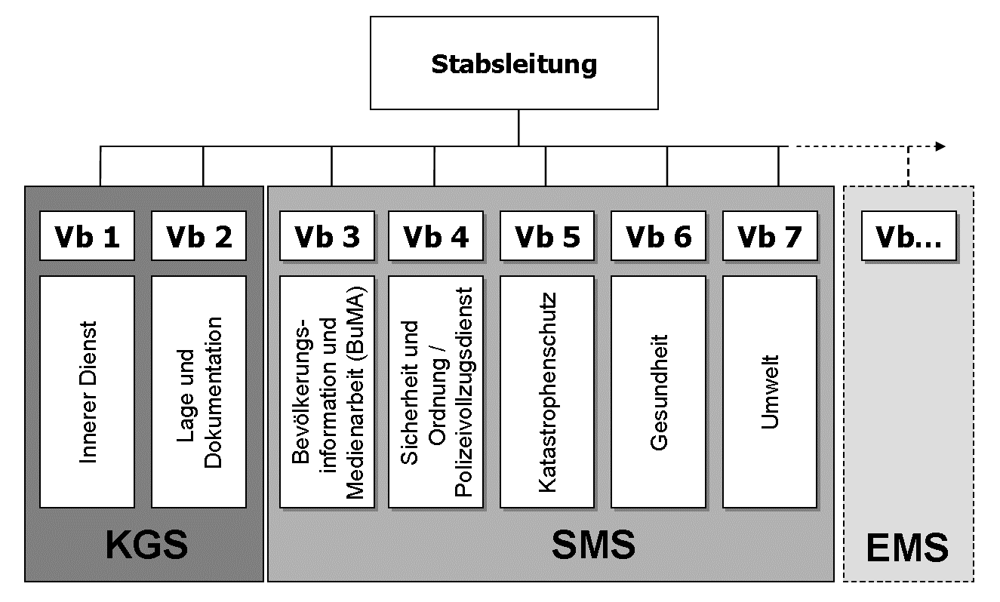 Stabsleitung
Vb 1
Vb 2
Vb 3
Vb 4
Vb 5
Vb 6
Vb 7
Vb...
Innerer Dienst
Lage und
Dokumentation
Bevölkerungs-
information und
Medienarbeit (BuMA)
Sicherheit und
Ordnung /
Polizeivollzugsdienst
Katastrophenschutz
Gesundheit
Umwelt
KGS
SMS
EMS